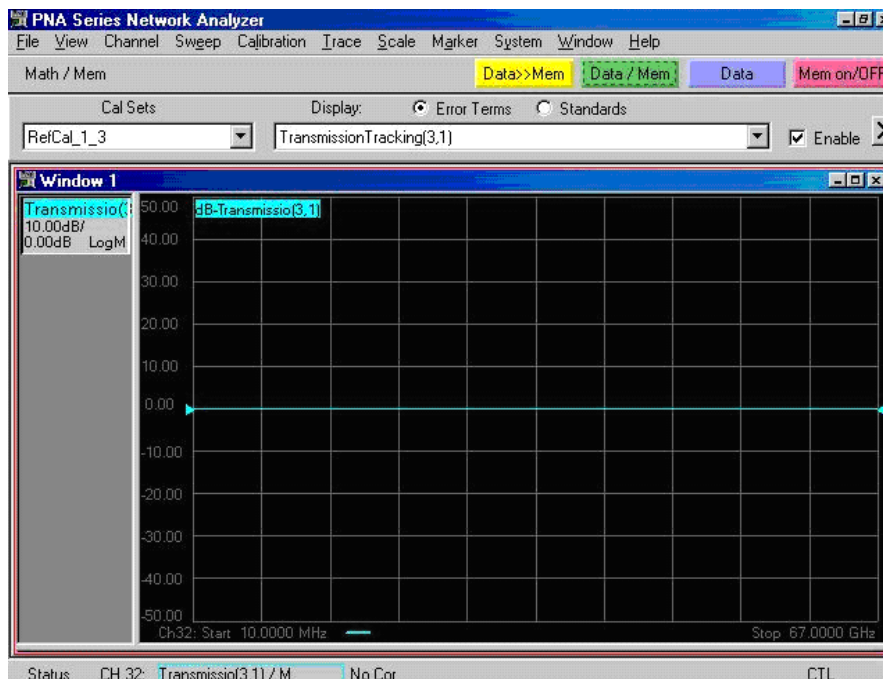 PNA Series Network Analyzer
File View Channel Sweep Calibration Trace Scale Marker System Window Help
Math / Mem Data>>Mem Data / Mem Data Mem on/OFF
Cal Sets Display: Error Terms Standards
RefCal_1_3 TransmissionTracking(3,1) Enable
Window 1
Transmissio(3
10.00dB/
0.00dB LogM
dB-Transmissio(3,1)
50.00
40.00
30.00
20.00
10.00
0.00
-10.00
-20.00
-30.00
-40.00
-50.00
Ch32: Start 10.0000 MHz Stop 67.0000 GHz
Status CH 32: Transmissio(3,1) / M No Cor CTL